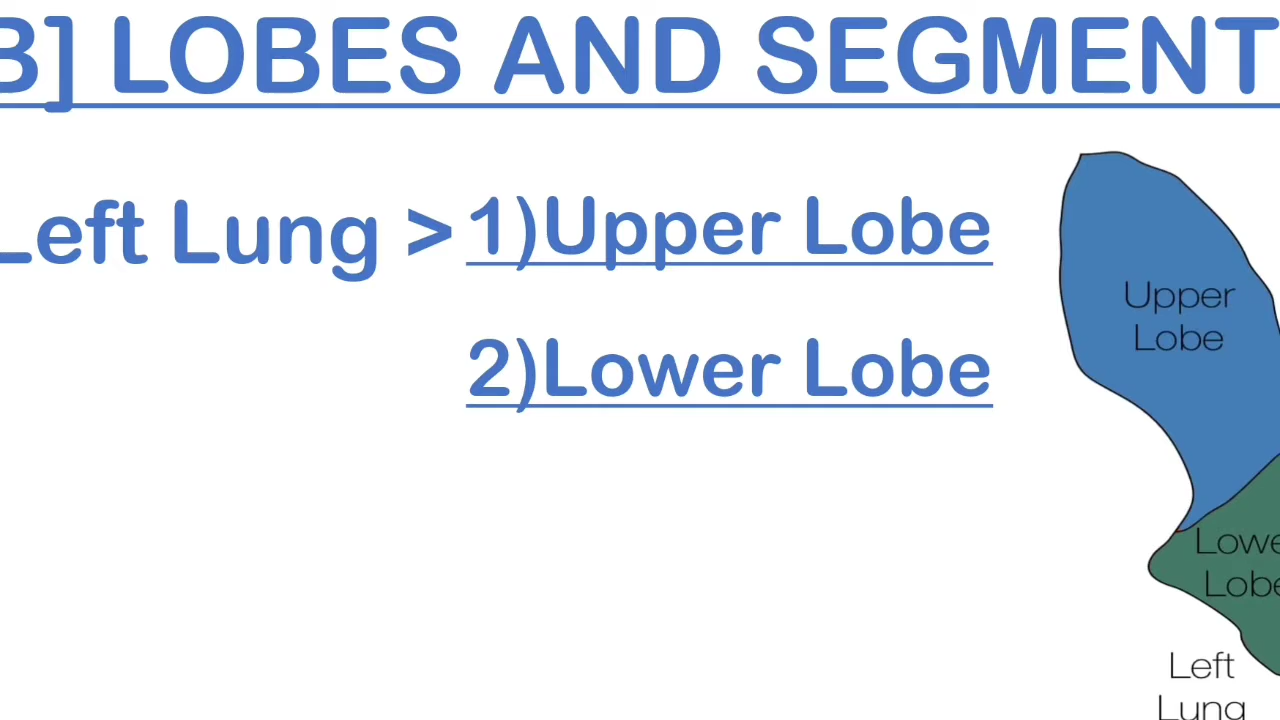 B] LOBES AND SEGMENT
Left Lung > 1)Upper Lobe
2)Lower Lobe
Upper
Lobe
Lowe
Lobe
Left
Lung